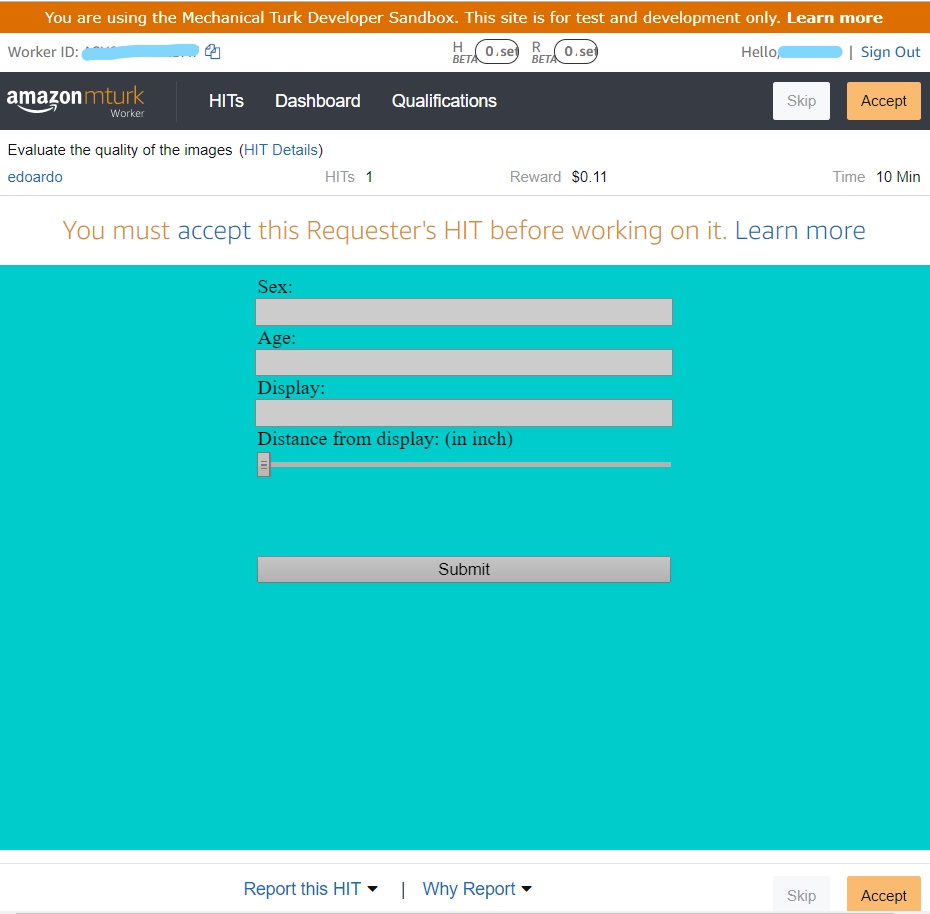 You are using the Mechanical Turk Developer Sandbox. This site is for test and development only. Learn more
Worker ID:
H BETA 0.set R BETA 0.set
Hello, | Sign Out
amazonmturk
Worker
HITs Dashboard Qualifications Skip Accept
Evaluate the quality of the images (HIT Details)
edoardo HITs 1 Reward $0.11 Time 10 Min
You must accept this Requester's HIT before working on it. Learn more
Sex:
Age:
Display:
Distance from display: (in inch)
Submit
Report this HIT | Why Report Skip Accept